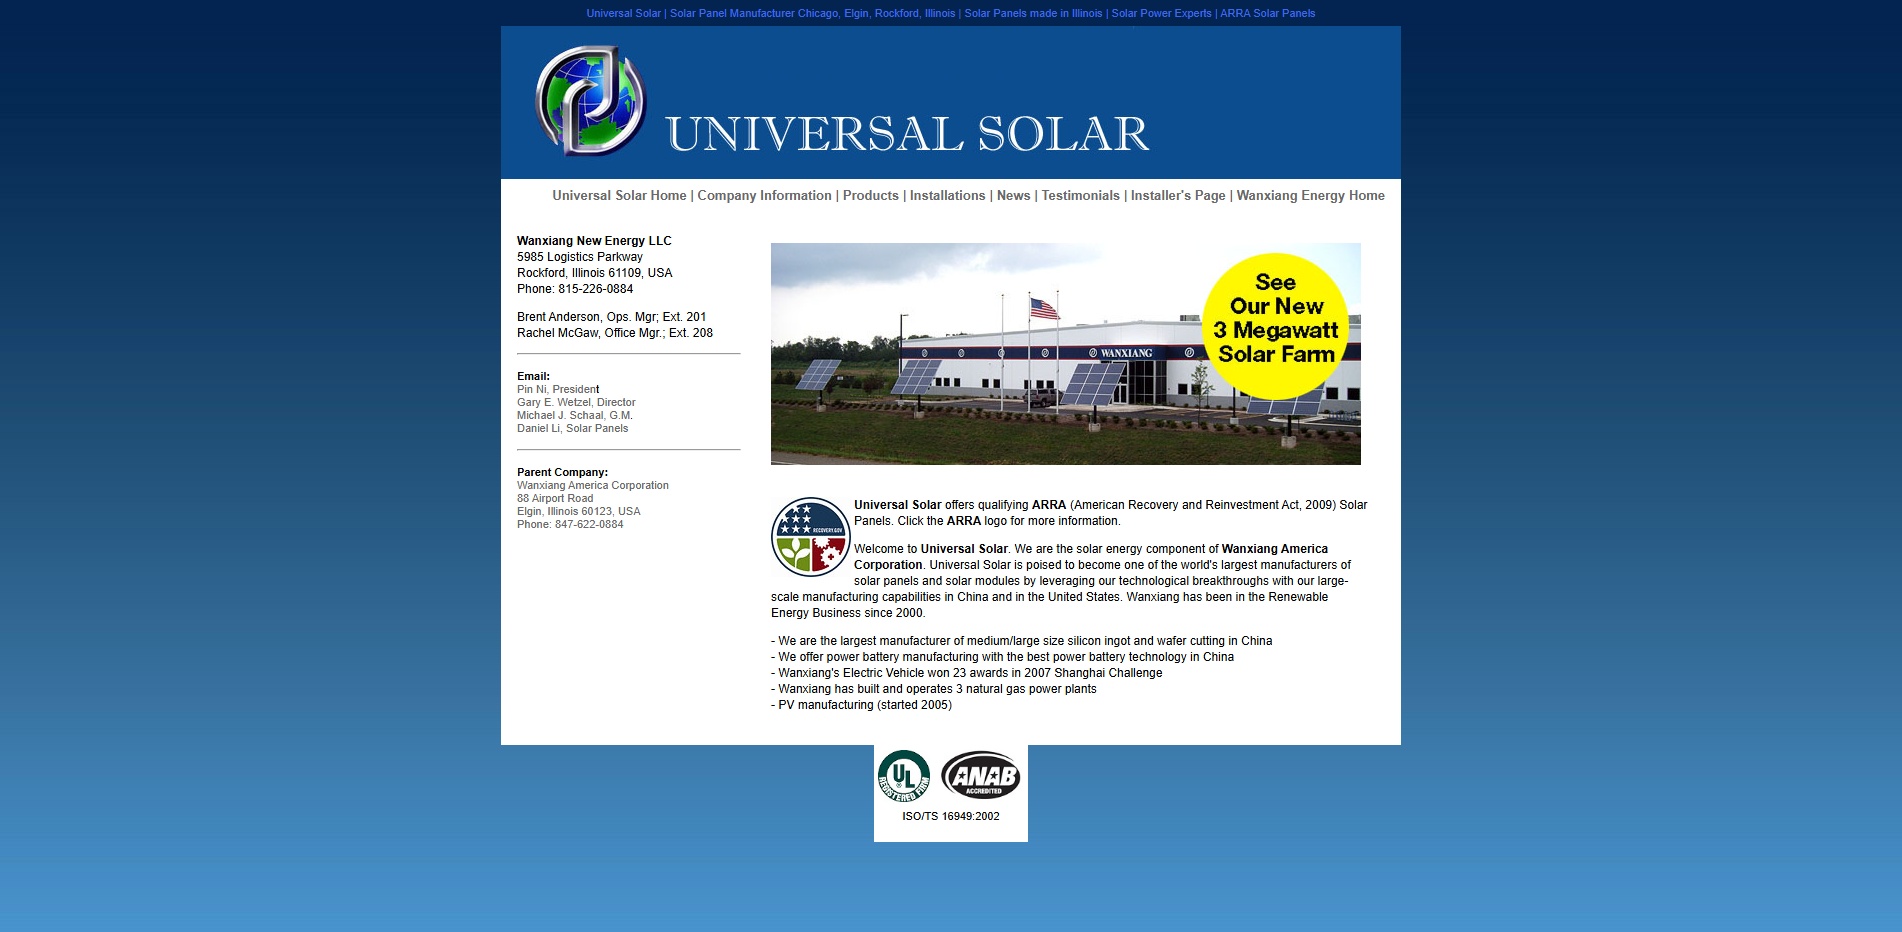 Universal Solar | Solar Panel Manufacturer Chicago, Elgin, Rockford, Illinois | Solar Panels made in Illinois | Solar Power Experts | ARRA Solar Panels
UNIVERSAL SOLAR
Universal Solar Home | Company Information | Products | Installations | News | Testimonials | Installer's Page | Wanxiang Energy Home
Wanxiang New Energy LLC
5985 Logistics Parkway
Rockford, Illinois 61109, USA
Phone: 815-226-0884
Brent Anderson, Ops. Mgr; Ext. 201
Rachel McGaw, Office Mgr.; Ext. 208
Email:
Pin Ni, President
Gary E. Wetzel, Director
Michael J. Schaal, G.M.
Daniel Li, Solar Panels
Parent Company:
Wanxiang America Corporation
88 Airport Road
Elgin, Illinois 60123, USA
Phone: 847-622-0884
See
Our New
3 Megawatt
Solar Farm
WANXIANG
RECOVERY.GOV
Universal Solar offers qualifying ARRA (American Recovery and Reinvestment Act, 2009) Solar
Panels. Click the ARRA logo for more information.
Welcome to Universal Solar. We are the solar energy component of Wanxiang America
Corporation. Universal Solar is poised to become one of the world's largest manufacturers of
solar panels and solar modules by leveraging our technological breakthroughs with our large-
scale manufacturing capabilities in China and in the United States. Wanxiang has been in the Renewable
Energy Business since 2000.
- We are the largest manufacturer of medium/large size silicon ingot and wafer cutting in China
- We offer power battery manufacturing with the best power battery technology in China
- Wanxiang's Electric Vehicle won 23 awards in 2007 Shanghai Challenge
- Wanxiang has built and operates 3 natural gas power plants
- PV manufacturing (started 2005)
UL ®
REGISTERED FIRM
ANAB
ACCREDITED
ISO/TS 16949:2002